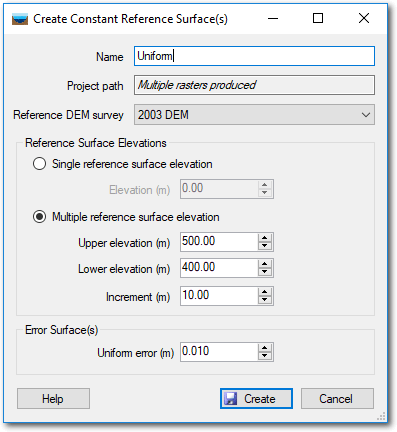 Create Constant Reference Surface(s)
Name Uniform
Project path Multiple rasters produced
Reference DEM survey 2003 DEM
Reference Surface Elevations
Single reference surface elevation
Elevation (m) 0.00
Multiple reference surface elevation
Upper elevation (m) 500.00
Lower elevation (m) 400.00
Increment (m) 10.00
Error Surface(s)
Uniform error (m) 0.010
Help Create Cancel